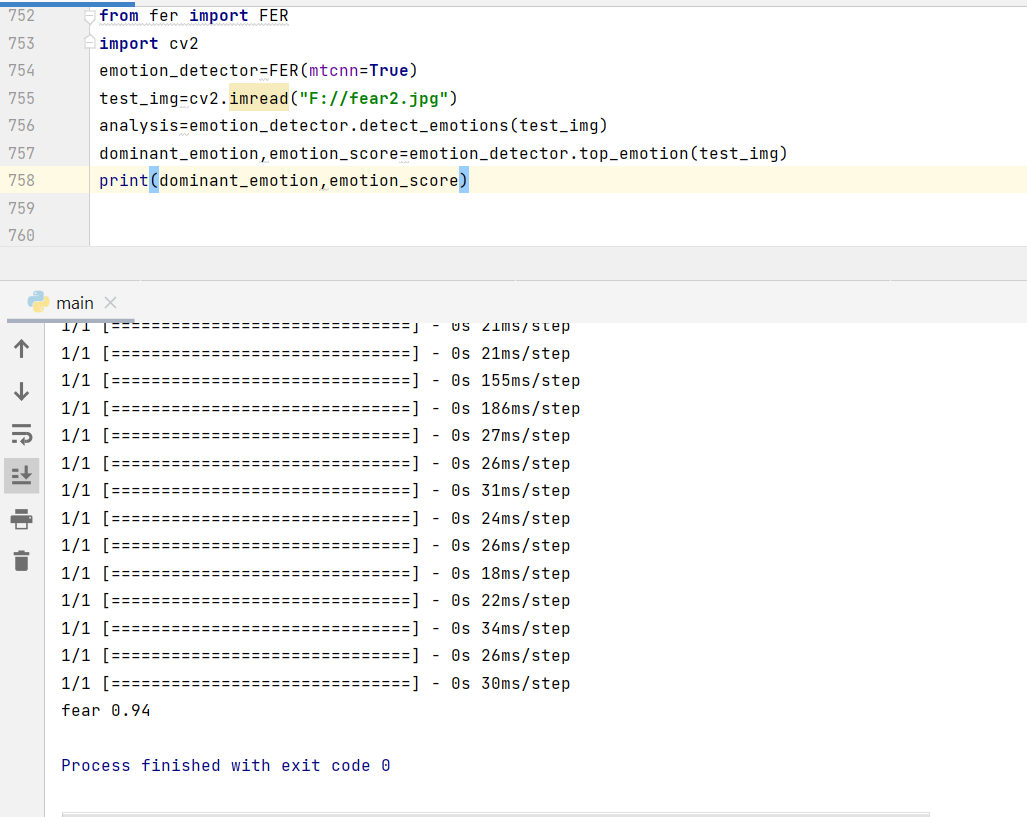 752 from fer import FER
753 import cv2
754 emotion_detector=FER(mtcnn=True)
755 test_img=cv2.imread("F://fear2.jpg")
756 analysis=emotion_detector.detect_emotions(test_img)
757 dominant_emotion,emotion_score=emotion_detector.top_emotion(test_img)
758 print(dominant_emotion,emotion_score)
759
760
main
1/1 [==============================] - 0s 21ms/step
1/1 [==============================] - 0s 21ms/step
1/1 [==============================] - 0s 155ms/step
1/1 [==============================] - 0s 186ms/step
1/1 [==============================] - 0s 27ms/step
1/1 [==============================] - 0s 26ms/step
1/1 [==============================] - 0s 31ms/step
1/1 [==============================] - 0s 24ms/step
1/1 [==============================] - 0s 26ms/step
1/1 [==============================] - 0s 18ms/step
1/1 [==============================] - 0s 22ms/step
1/1 [==============================] - 0s 34ms/step
1/1 [==============================] - 0s 26ms/step
1/1 [==============================] - 0s 30ms/step
fear 0.94
Process finished with exit code 0